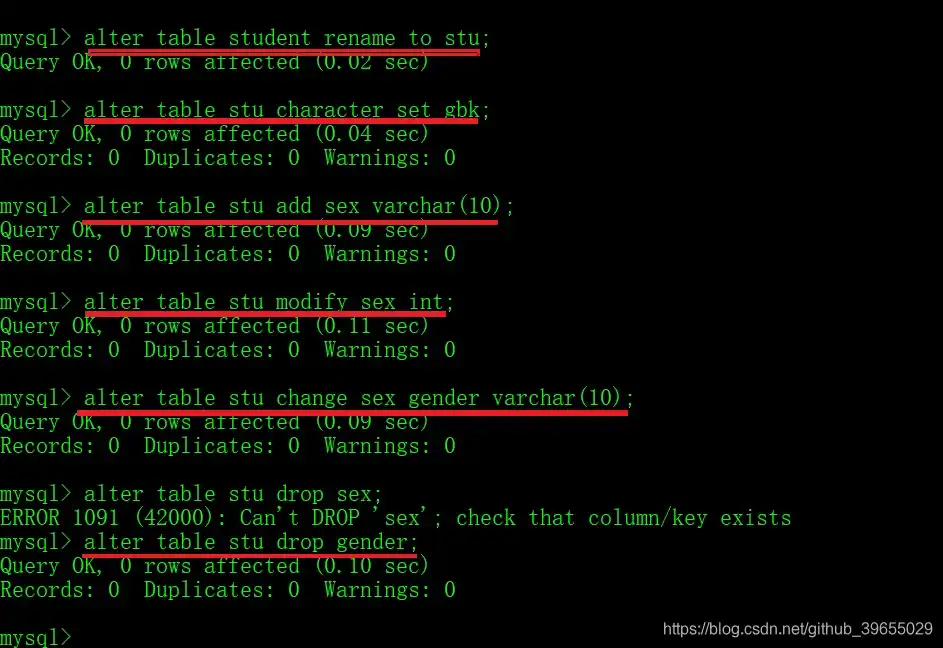 mysql> alter table student rename to stu;
Query OK, 0 rows affected (0.02 sec)
mysql> alter table stu character set gbk;
Query OK, 0 rows affected (0.04 sec)
Records: 0  Duplicates: 0  Warnings: 0
mysql> alter table stu add sex varchar(10);
Query OK, 0 rows affected (0.09 sec)
Records: 0  Duplicates: 0  Warnings: 0
mysql> alter table stu modify sex int;
Query OK, 0 rows affected (0.11 sec)
Records: 0  Duplicates: 0  Warnings: 0
mysql> alter table stu change sex gender varchar(10);
Query OK, 0 rows affected (0.09 sec)
Records: 0  Duplicates: 0  Warnings: 0
mysql> alter table stu drop sex;
ERROR 1091 (42000): Can't DROP 'sex'; check that column/key exists
mysql> alter table stu drop gender;
Query OK, 0 rows affected (0.10 sec)
Records: 0  Duplicates: 0  Warnings: 0
mysql>
https://blog.csdn.net/github_39655029